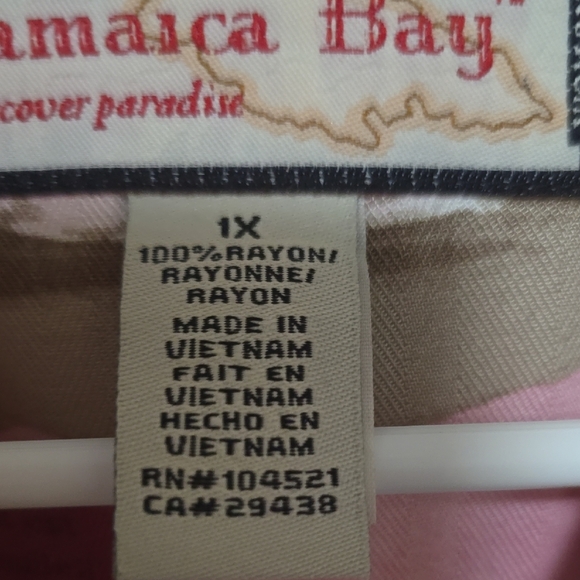 amaica Bay™
cover paradise
1X
100%RAYON/
RAYONNE/
RAYON
MADE IN
VIETNAM
FAIT EN
VIETNAM
HECHO EN
VIETNAM
RN#104521
CA#29438